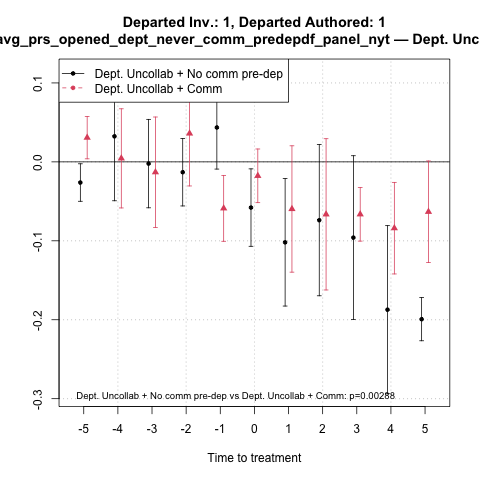 Departed Inv.: 1, Departed Authored: 1
avg_prs_opened_dept_never_comm_predepdf_panel_nyt — Dept. Unc
0.1
0.0
-0.1
-0.2
-0.3
Dept. Uncollab + No comm pre-dep
Dept. Uncollab + Comm
Dept. Uncollab + No comm pre-dep vs Dept. Uncollab + Comm: p=0.00288
-5 -4 -3 -2 -1 0 1 2 3 4 5
Time to treatment